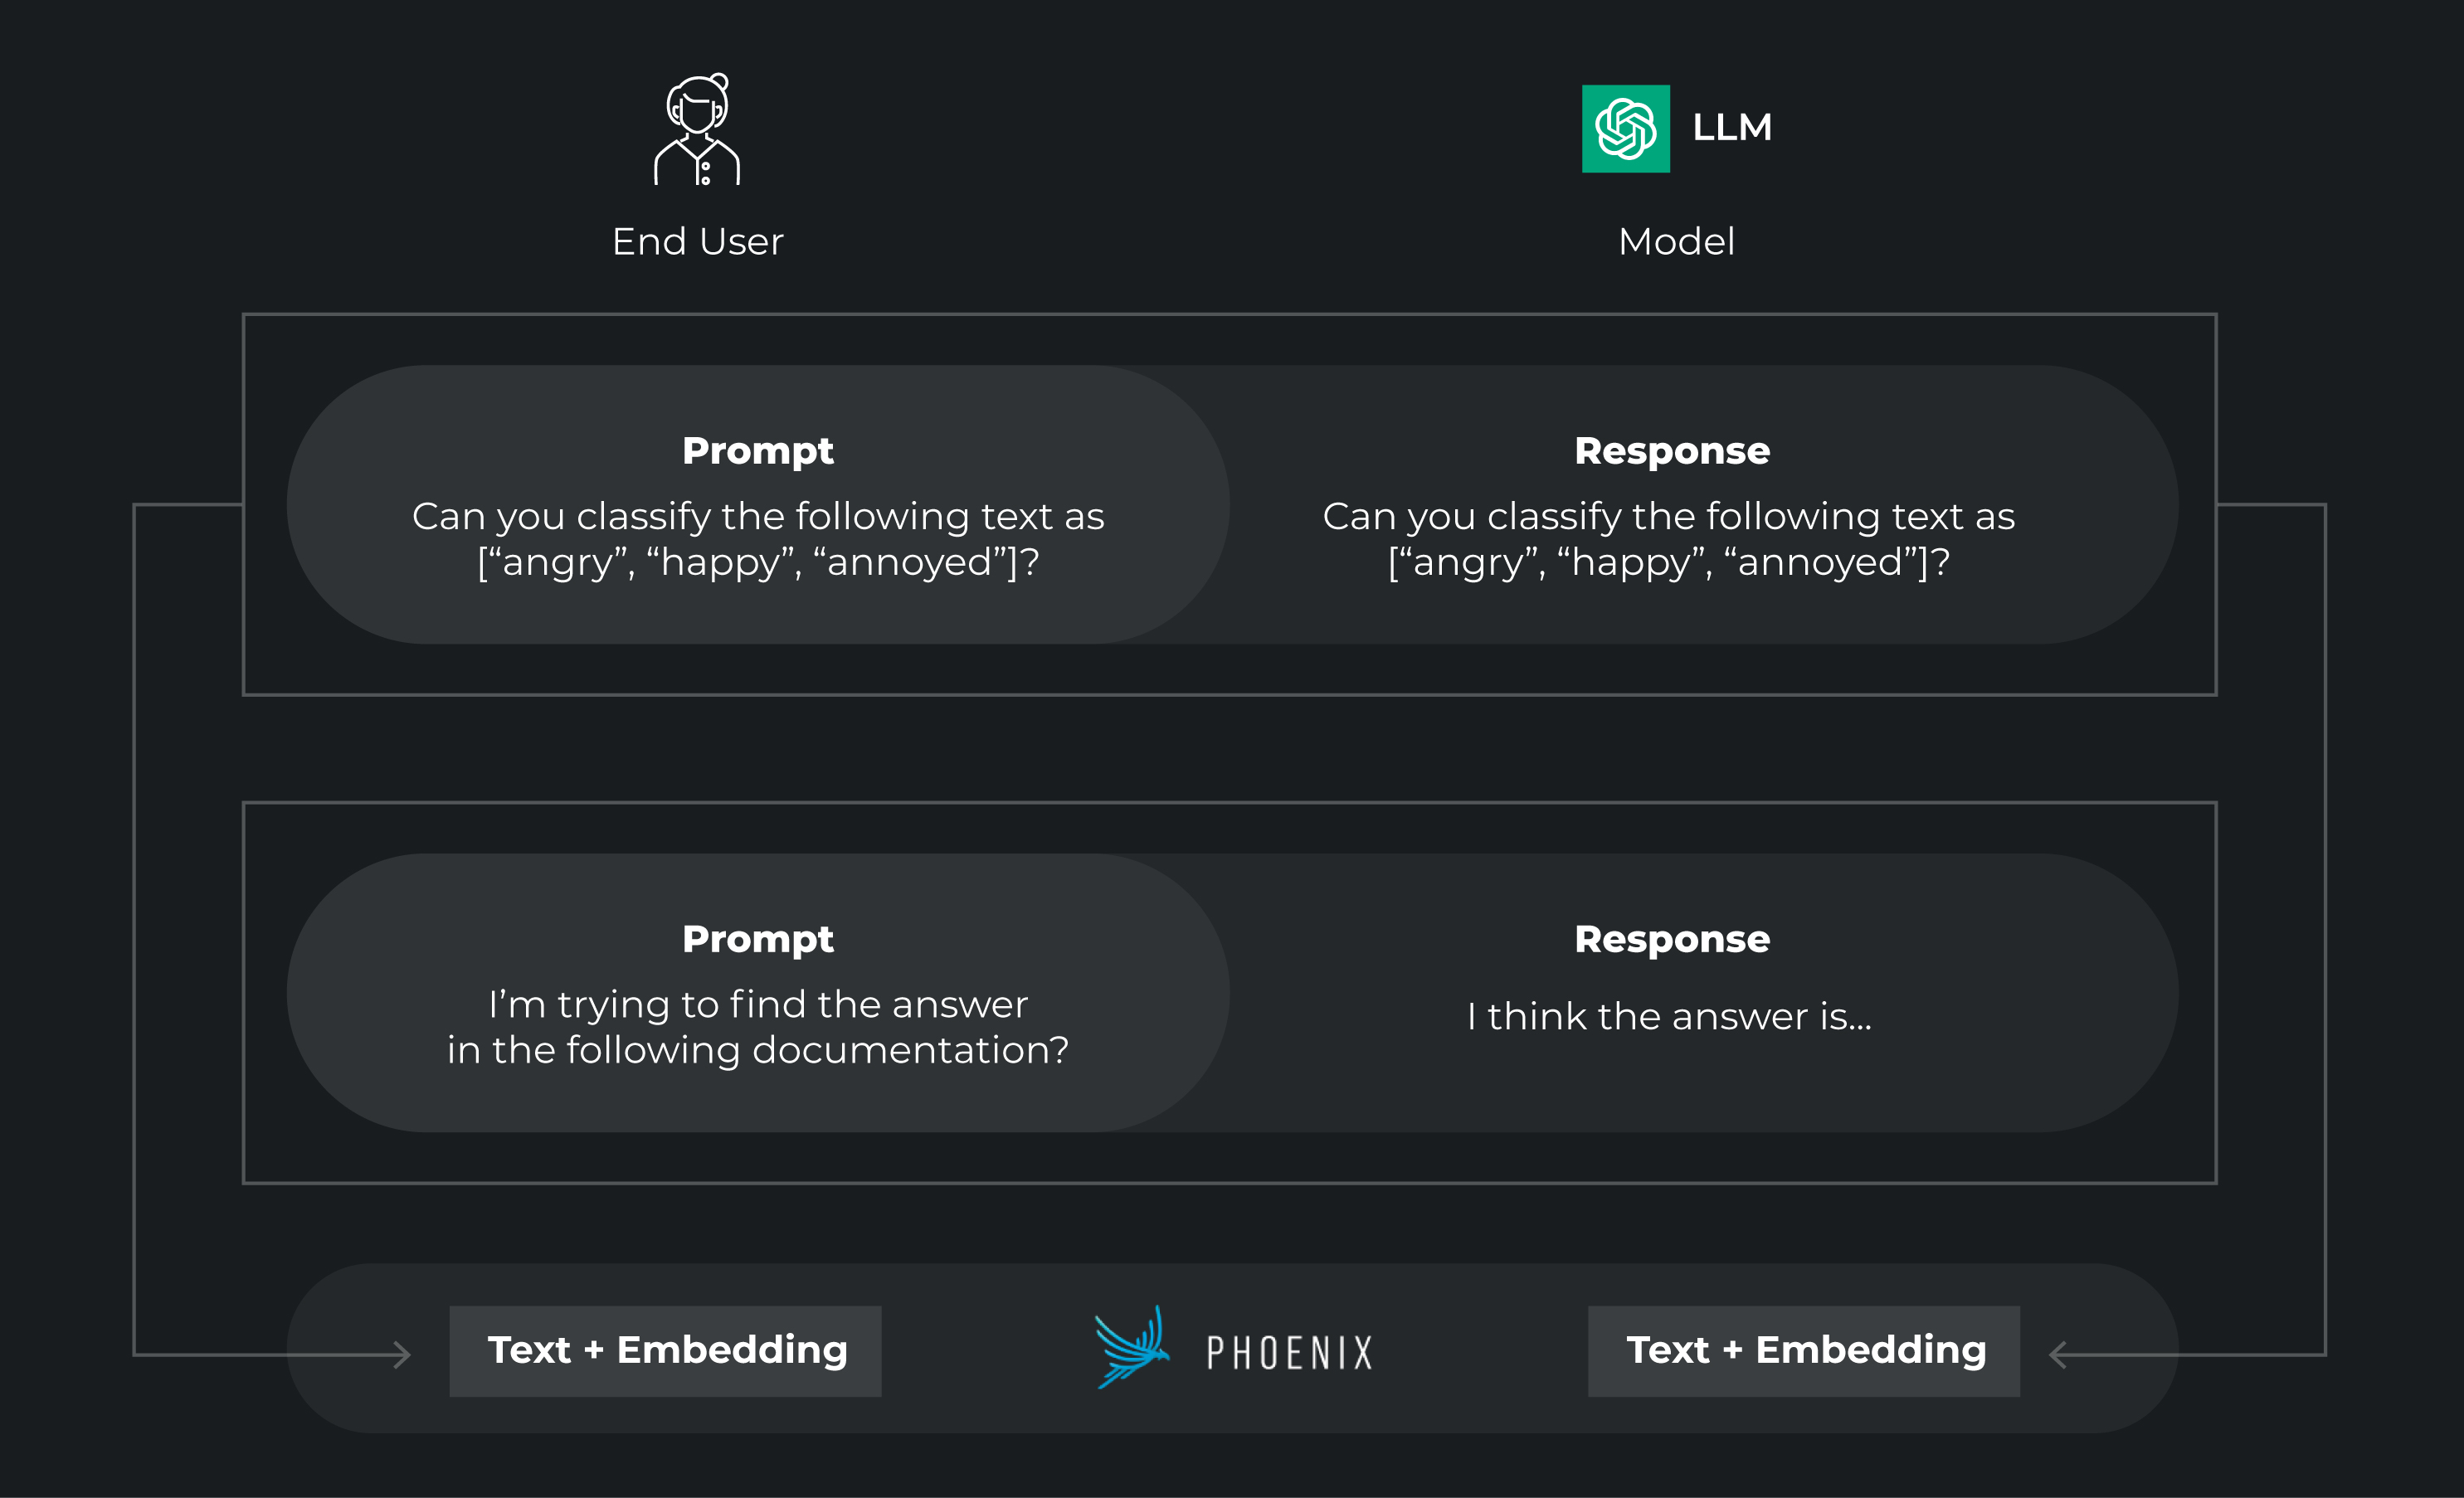 LLM
End User
Model
Prompt
Response
Can you classify the following text as
[“angry”, “happy”, “annoyed”]?
Can you classify the following text as
[“angry”, “happy”, “annoyed”]?
Prompt
Response
I’m trying to find the answer
in the following documentation?
I think the answer is...
Text + Embedding
PHOENIX
Text + Embedding